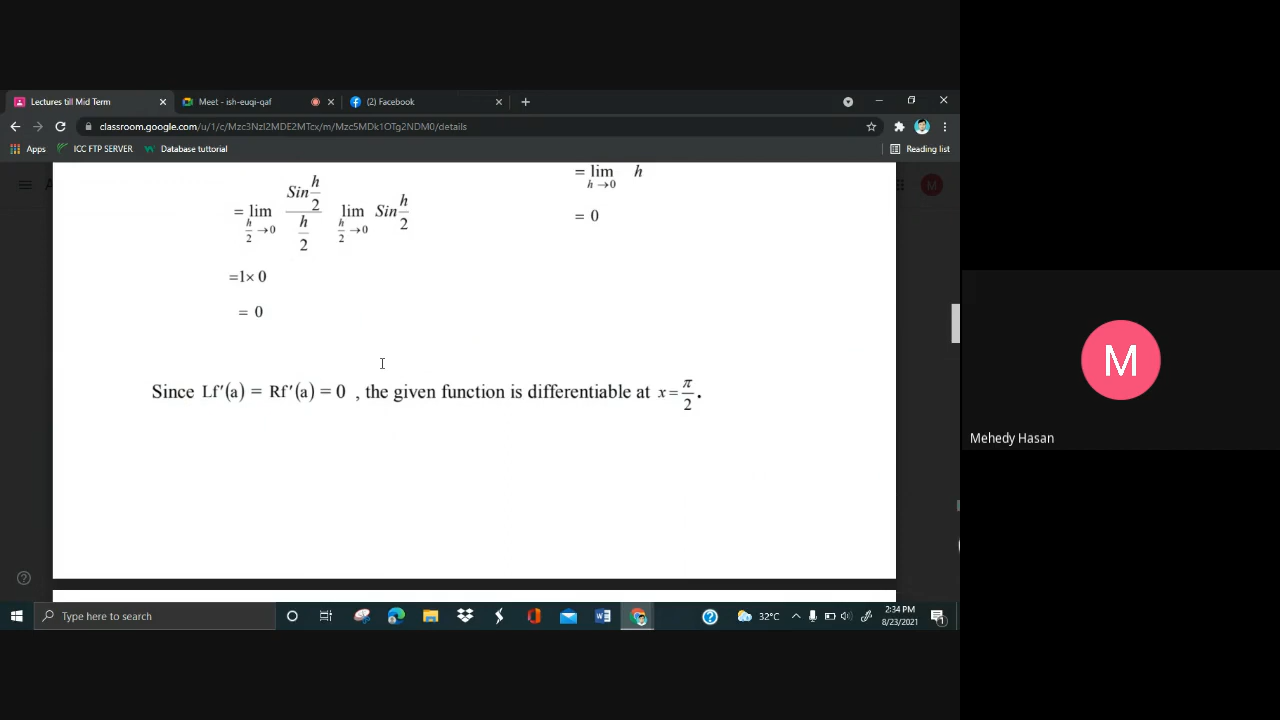 Lectures till Mid Term
Meet - ish-euqi-qaf
(2) Facebook
classroom.google.com/u/1/c/Mzc3NzI2MDE2MTcx/m/Mzc5MDk1OTg2NDM0/details
Apps
ICC FTP SERVER
Database tuttorial
Reading list
= lim h→0 h
= lim h/2→0 Sin h/2 / h/2 lim h/2→0 Sin h/2
= 0
=1× 0
= 0
Since Lf′(a) = Rf′(a) = 0 , the given function is differentiable at x = π/2 .
M
M
Mehedy Hasan
Type here to search
32°C
2:34 PM
8/23/2021
1